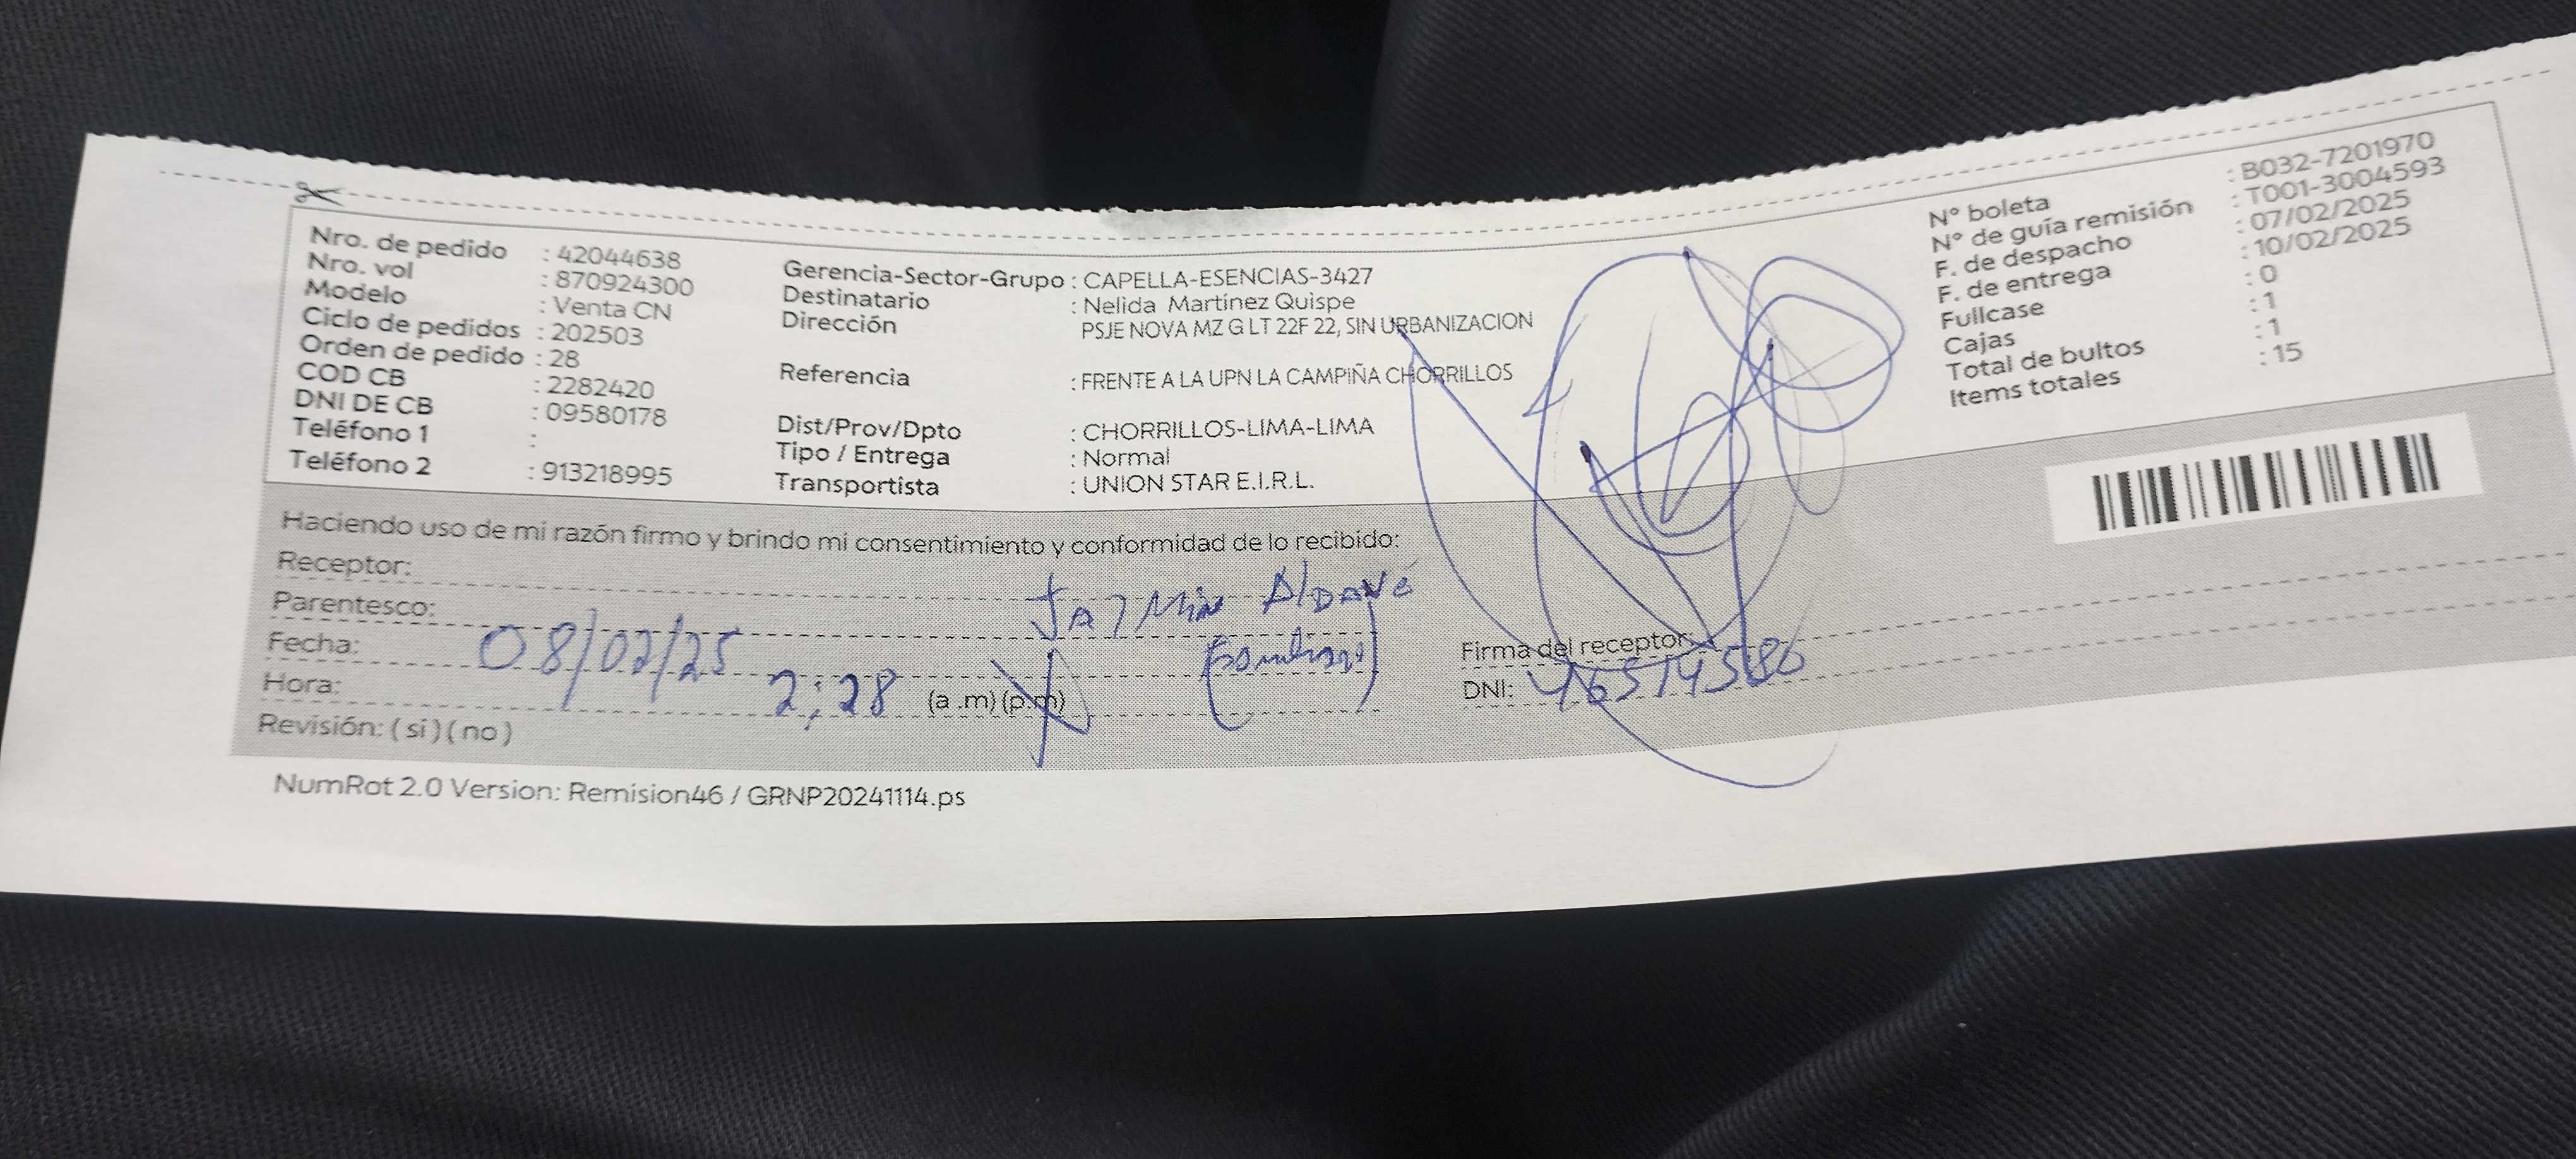 Nro. de pedido : 42044638
Nro. vol : 870924300
Modelo : Venta CN
Ciclo de pedidos : 202503
Orden de pedido : 28
COD CB : 2282420
DNI DE CB : 09580178
Teléfono 1 :
Teléfono 2 : 913218995
Gerencia-Sector-Grupo : CAPELLA-ESENCIAS-3427
Destinatario : Nelida Martinez Quispe
Dirección PSJE NOVA MZ G LT 22F 22, SIN URBANIZACION
Referencia : FRENTE A LA UPN LA CAMPIÑA CHORRILLOS
Dist/Prov/Dpto : CHORRILLOS-LIMA-LIMA
Tipo / Entrega : Normal
Transportista : UNION STAR E.I.R.L.
N° boleta : B032-7201970
N° de guía remisión : T001-3004593
F. de despacho : 07/02/2025
F. de entrega : 10/02/2025
Fullcase : 0
Cajas : 1
Total de bultos : 1
Items totales : 15
Haciendo uso de mi razón firmo y brindo mi consentimiento y conformidad de lo recibido:
Receptor:
Parentesco:
Fecha: 08/02/25
Hora: 2:28 (a .m) (p.m)
Revisión: ( si ) ( no )
Firma del receptor:
DNI:
NumRot 2.0 Version: Remision46 / GRNP20241114.ps